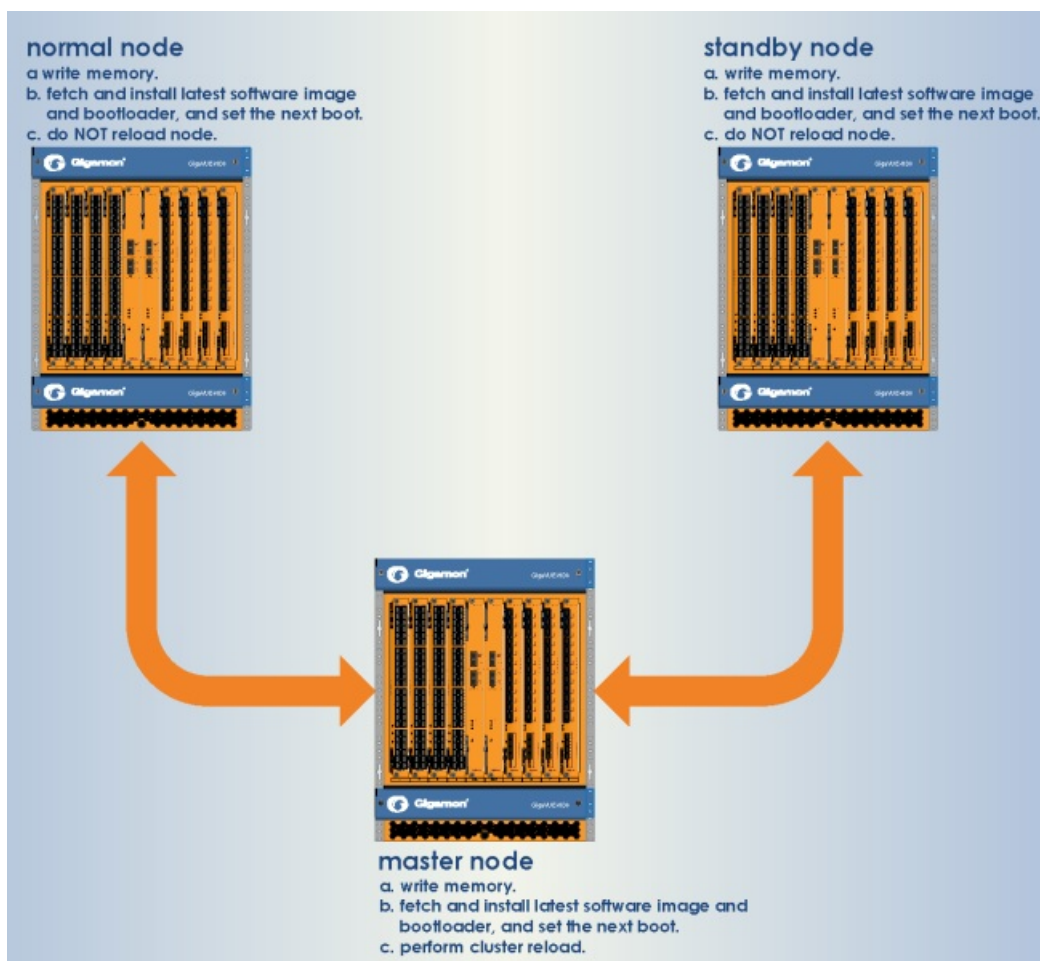 normal node
a write memory.
b. fetch and install latest software image
and bootloader, and set the next boot.
c. do NOT reload node.
Gigamon
Gigamon
standby node
a. write memory.
b. fetch and install latest software image
and bootloader, and set the next boot.
c. do NOT reload node.
Gigamon
Gigamon
Gigamon
Gigamon
master node
a. write memory.
b. fetch and install latest software image and
bootloader, and set the next boot.
c. perform cluster reload.